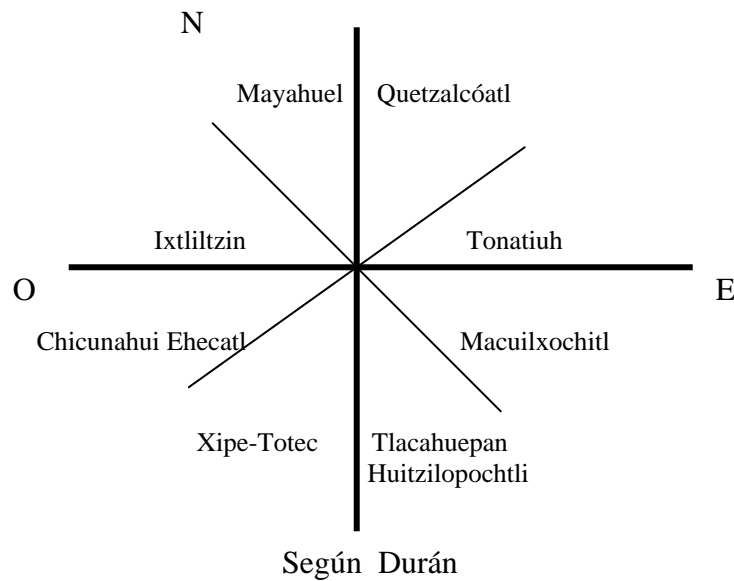 N
Mayahuel Quetzalcóatl
Ixtliltzin Tonatiuh
O E
Chicunahui Ehecatl Macuilxochitl
Xipe-Totec Tlacahuepan
Huitzilopochtli
Según Durán